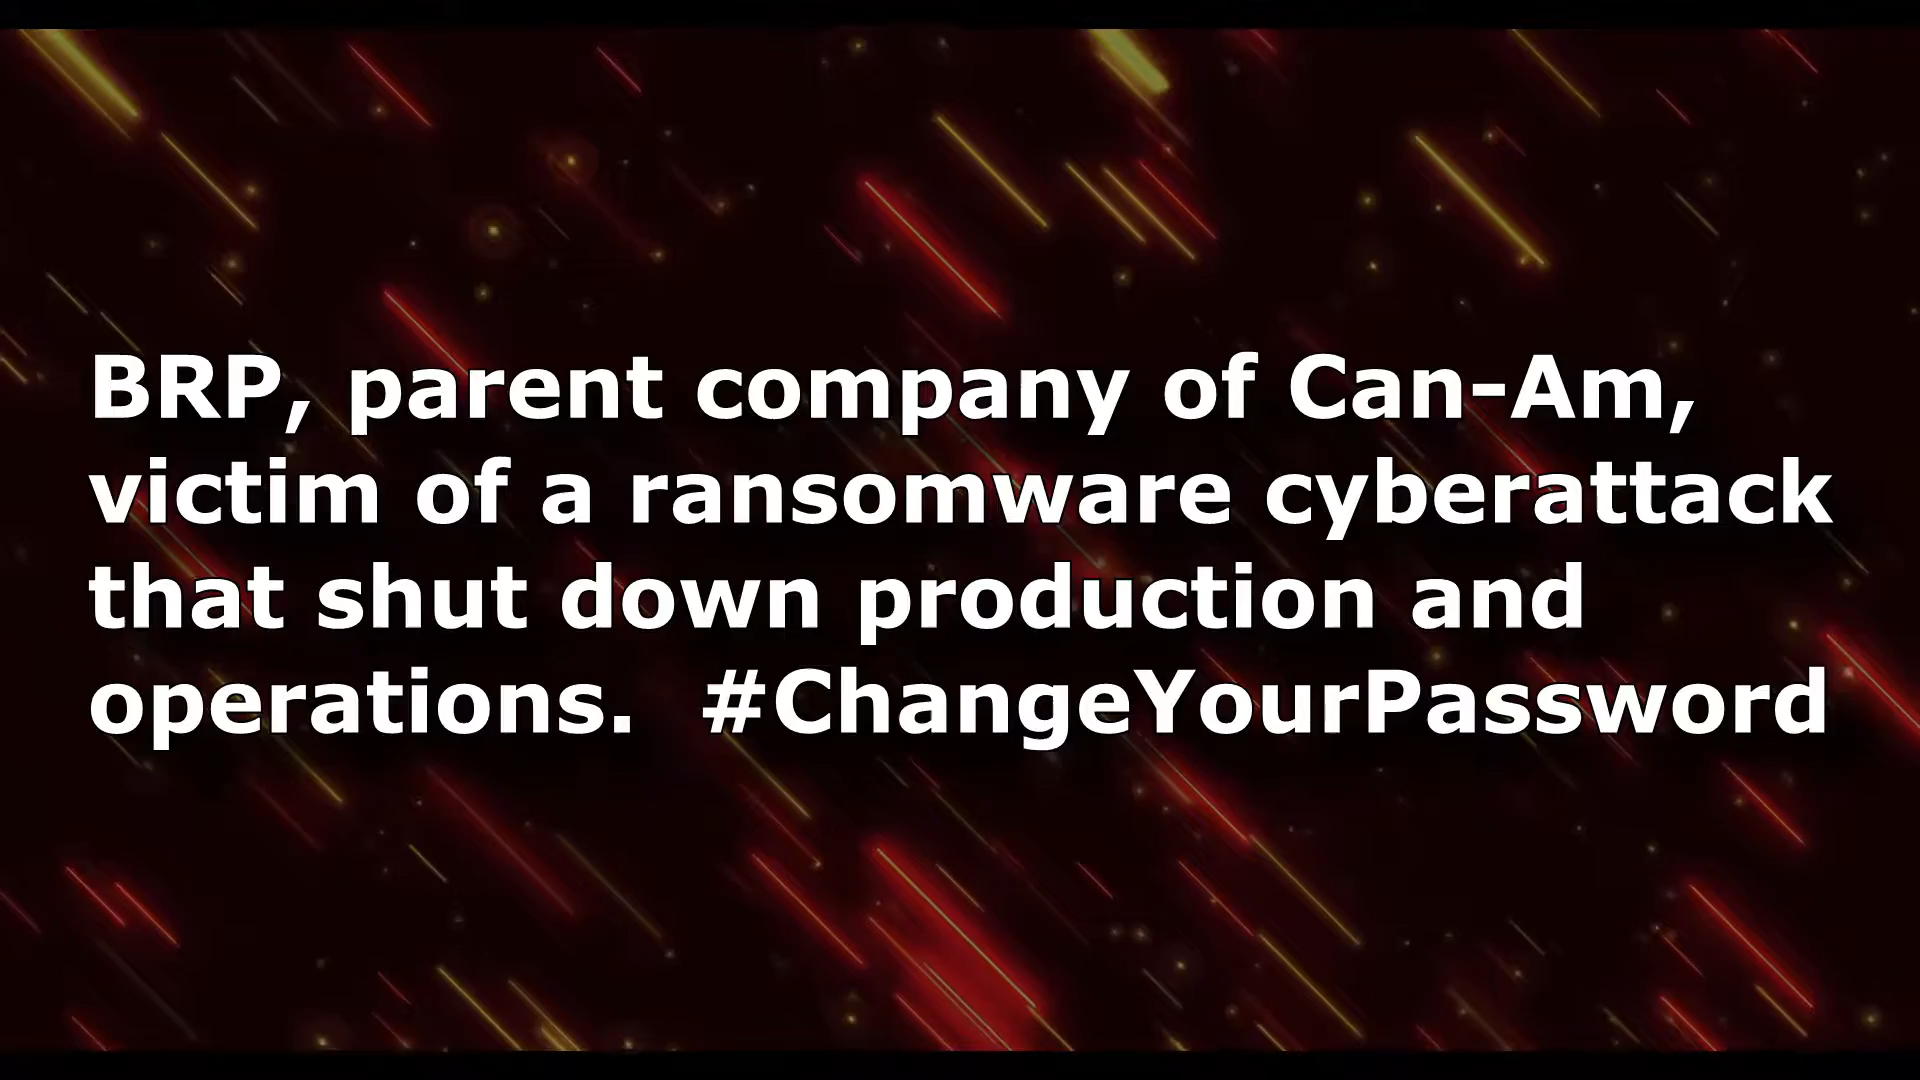 BRP, parent company of Can-Am,
victim of a ransomware cyberattack
that shut down production and
operations.  #ChangeYourPassword